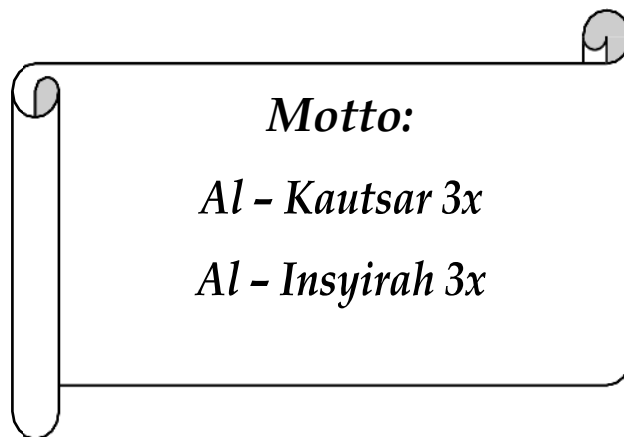 Motto:
Al – Kautsar 3x
Al – Insyirah 3x